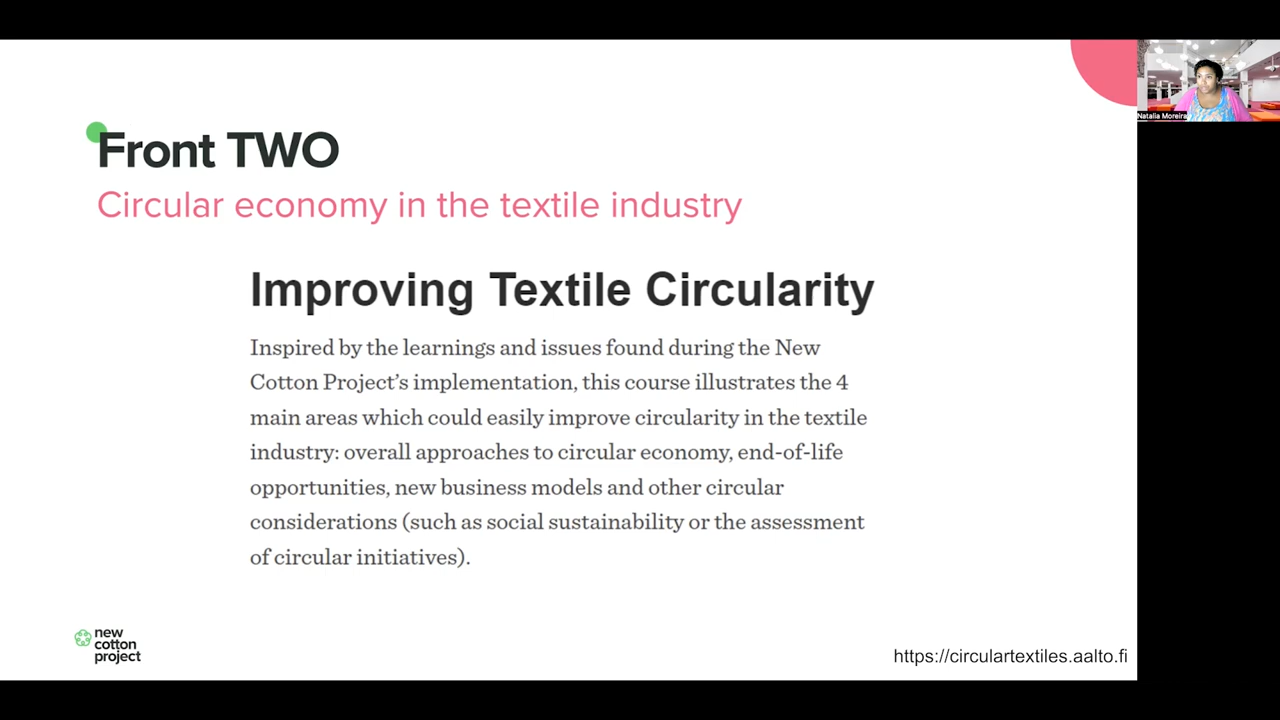 Front TWO
Circular economy in the textile industry
Improving Textile Circularity
Inspired by the learnings and issues found during the New
Cotton Project’s implementation, this course illustrates the 4
main areas which could easily improve circularity in the textile
industry: overall approaches to circular economy, end-of-life
opportunities, new business models and other circular
considerations (such as social sustainability or the assessment
of circular initiatives).
new
cotton
project
https://circulartextiles.aalto.fi
Natalia Moreira